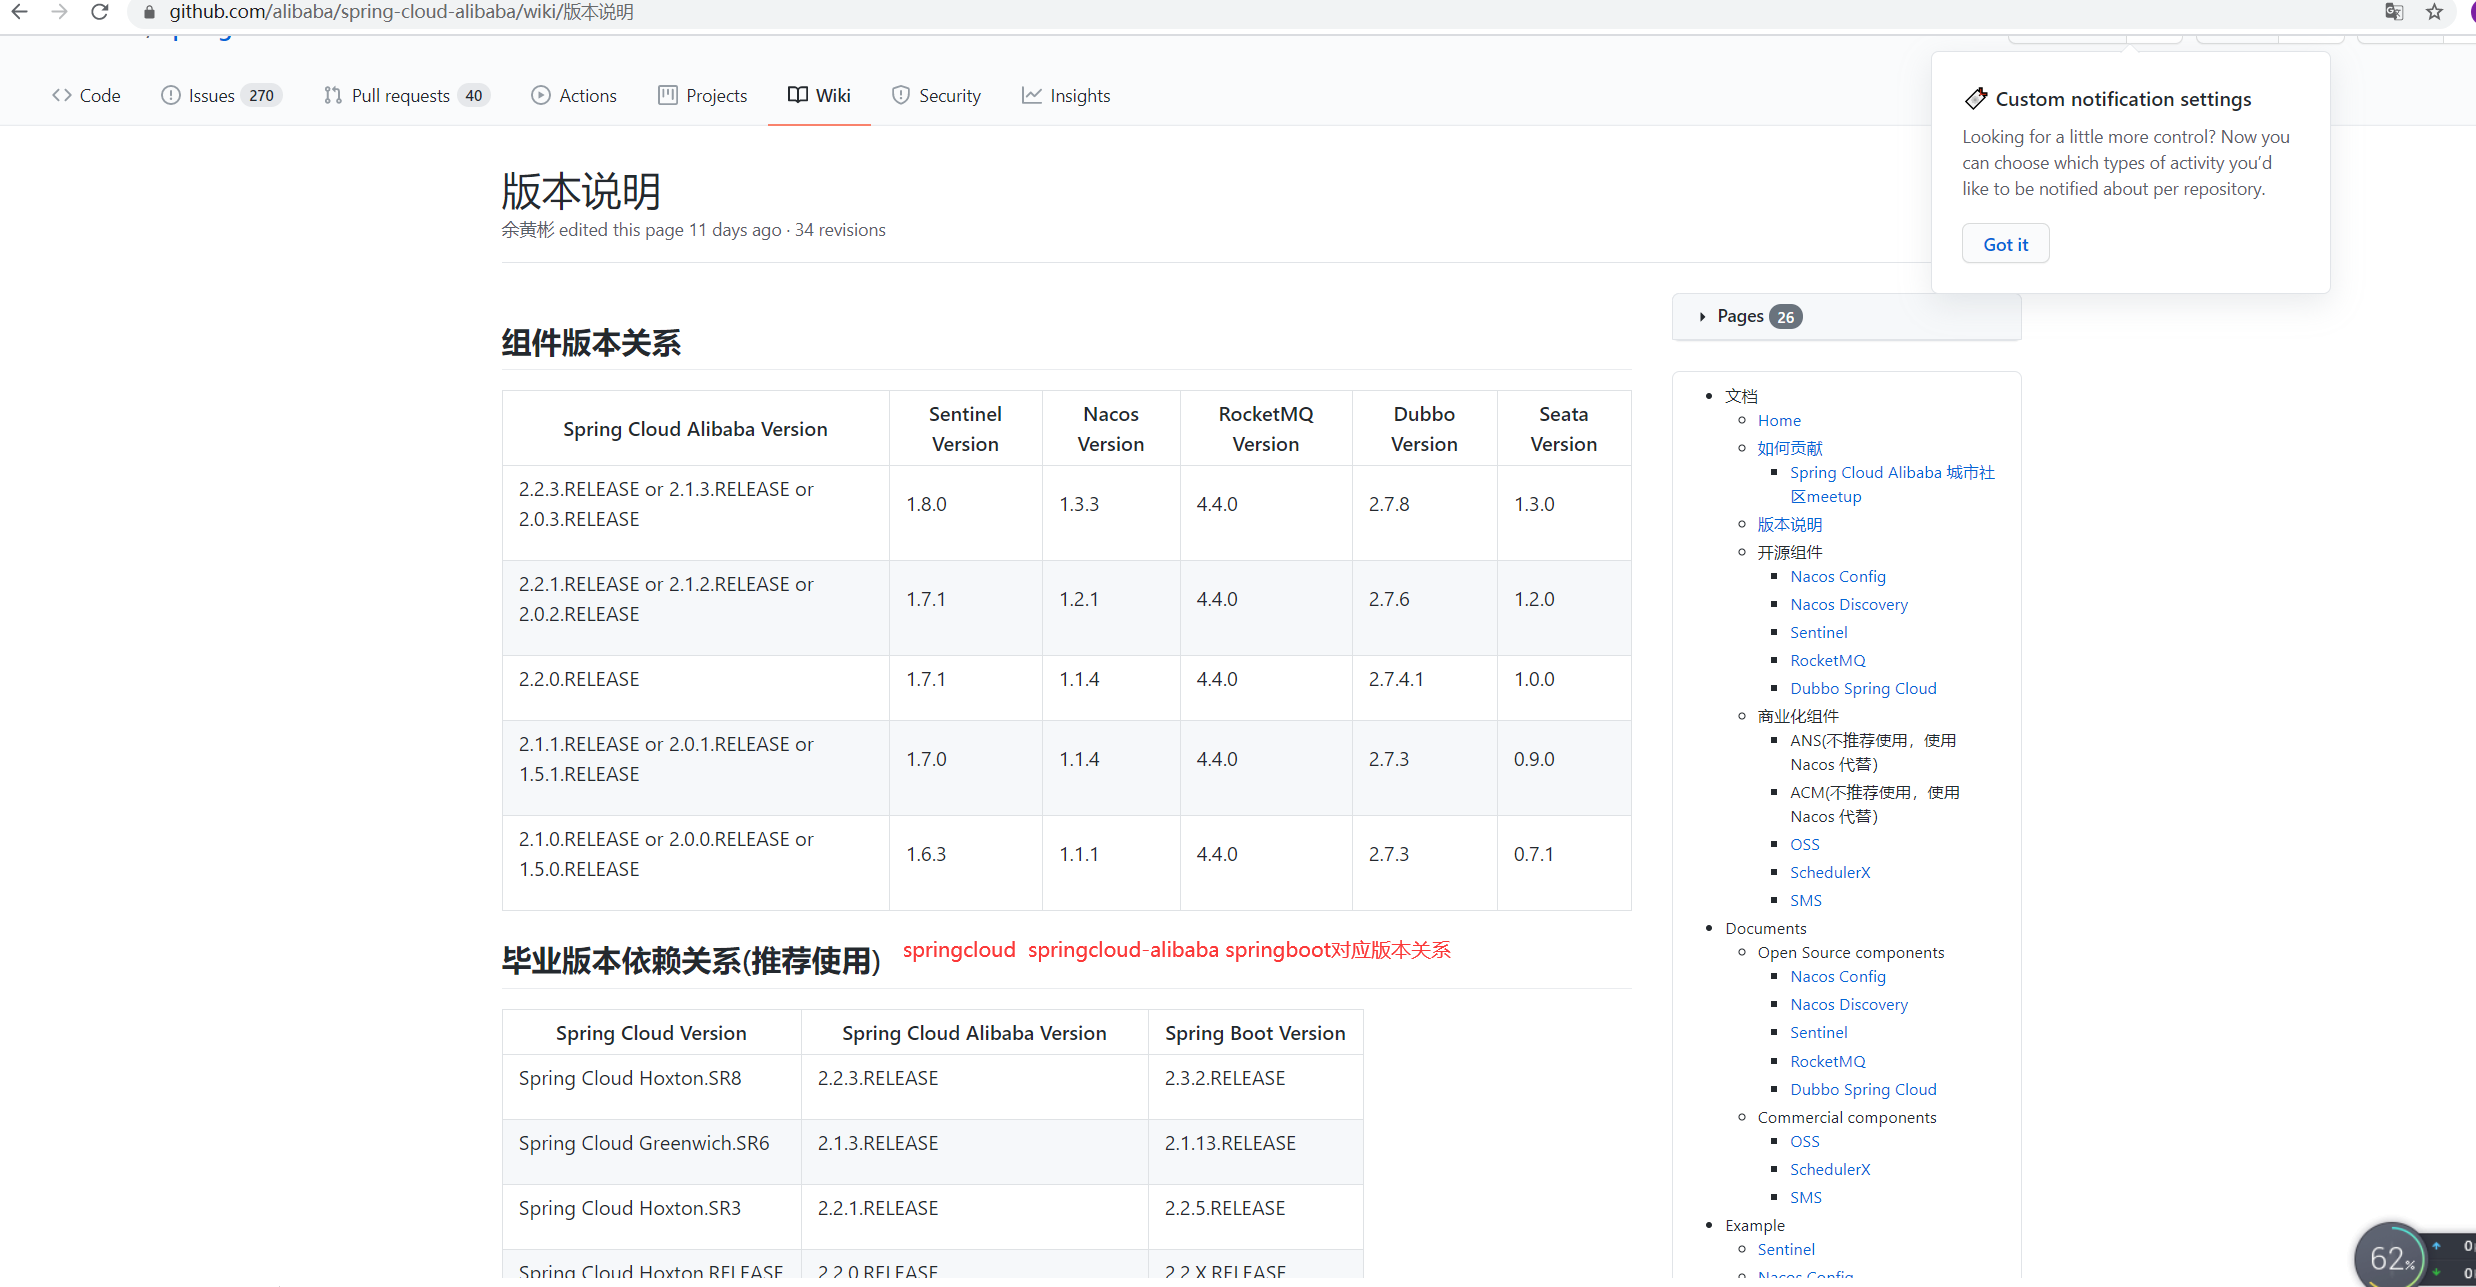 github.com/alibaba/spring-cloud-alibaba/wiki/版本说明
Code
Issues 270
Pull requests 40
Actions
Projects
Wiki
Security
Insights
Custom notification settings
Looking for a little more control? Now you
can choose which types of activity you'd
like to be notified about per repository.
Got it
版本说明
余黄彬 edited this page 11 days ago · 34 revisions
组件版本关系
Spring Cloud Alibaba Version
Sentinel
Version
Nacos
Version
RocketMQ
Version
Dubbo
Version
Seata
Version
2.2.3.RELEASE or 2.1.3.RELEASE or
2.0.3.RELEASE
1.8.0
1.3.3
4.4.0
2.7.8
1.3.0
2.2.1.RELEASE or 2.1.2.RELEASE or
2.0.2.RELEASE
1.7.1
1.2.1
4.4.0
2.7.6
1.2.0
2.2.0.RELEASE
1.7.1
1.1.4
4.4.0
2.7.4.1
1.0.0
2.1.1.RELEASE or 2.0.1.RELEASE or
1.5.1.RELEASE
1.7.0
1.1.4
4.4.0
2.7.3
0.9.0
2.1.0.RELEASE or 2.0.0.RELEASE or
1.5.0.RELEASE
1.6.3
1.1.1
4.4.0
2.7.3
0.7.1
毕业版本依赖关系(推荐使用)
springcloud springcloud-alibaba springboot对应版本关系
Spring Cloud Version
Spring Cloud Alibaba Version
Spring Boot Version
Spring Cloud Hoxton.SR8
2.2.3.RELEASE
2.3.2.RELEASE
Spring Cloud Greenwich.SR6
2.1.3.RELEASE
2.1.13.RELEASE
Spring Cloud Hoxton.SR3
2.2.1.RELEASE
2.2.5.RELEASE
Spring Cloud Hoxton.RELEASE
2.2.0.RELEASE
2.2.X.RELEASE
Pages 26
文档
Home
如何贡献
Spring Cloud Alibaba 城市社
区meetup
版本说明
开源组件
Nacos Config
Nacos Discovery
Sentinel
RocketMQ
Dubbo Spring Cloud
商业化组件
ANS(不推荐使用，使用
Nacos 代替)
ACM(不推荐使用，使用
Nacos 代替)
OSS
SchedulerX
SMS
Documents
Open Source components
Nacos Config
Nacos Discovery
Sentinel
RocketMQ
Dubbo Spring Cloud
Commercial components
OSS
SchedulerX
SMS
Example
Sentinel
Nacos Config
62%
0
0